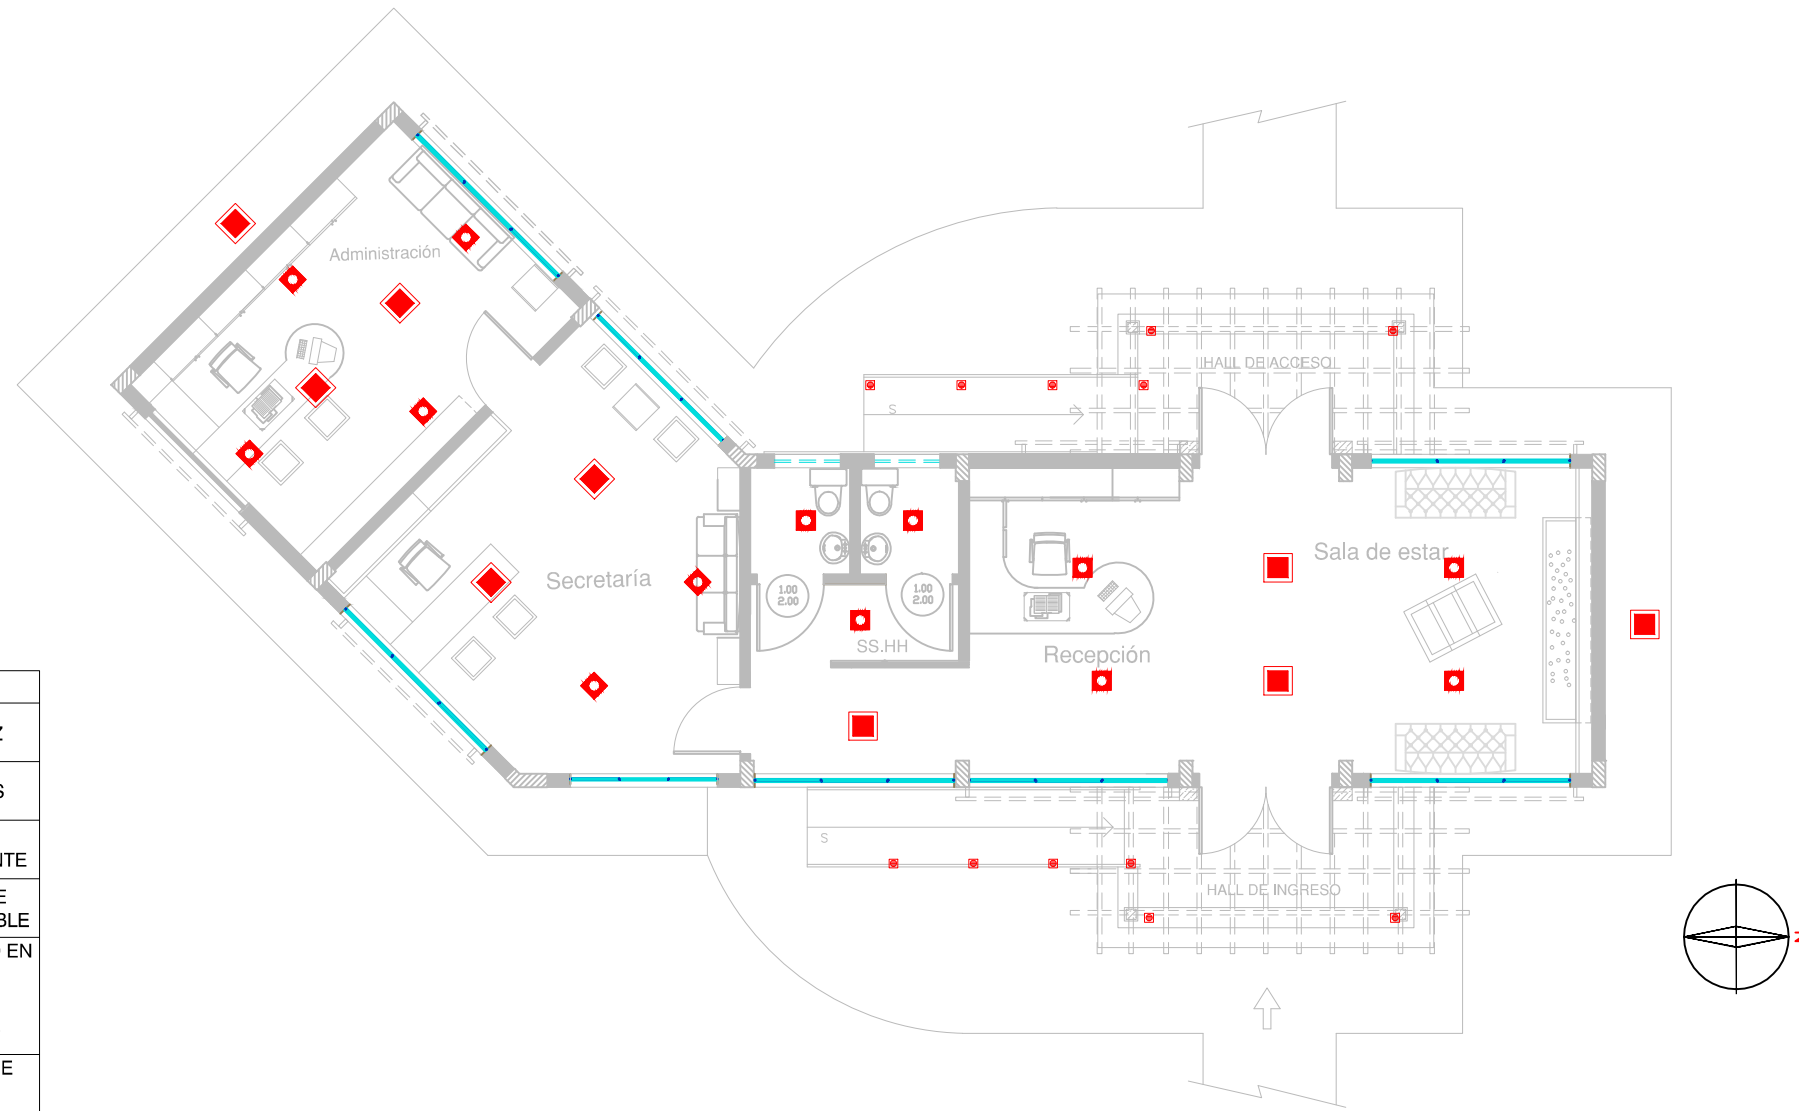 Administración
HALL DE ACCESO
S
Sala de estar
Secretaría
1.00
2.00
1.00
2.00
SS.HH
Recepción
S
HALL DE INGRESO
Z
S
NTE
E
BLE
EN
E